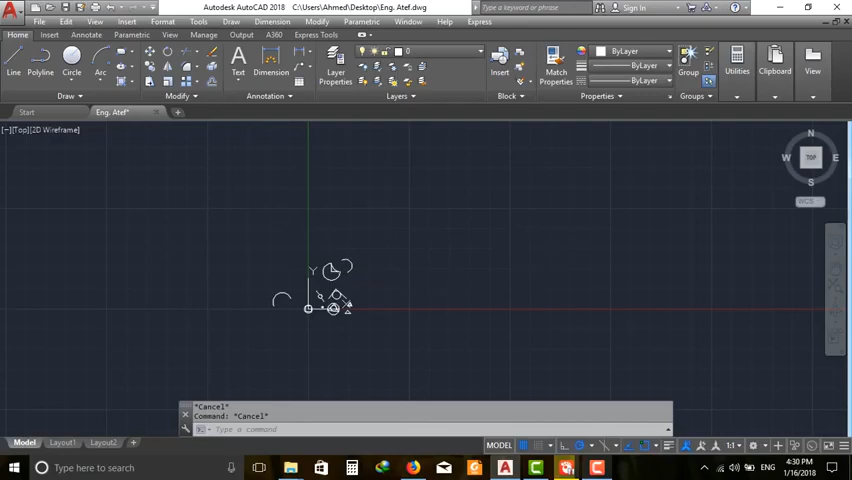 Autodesk AutoCAD 2018 C:\Users\Ahmed\Desktop\Eng. Atef.dwg
Type a keyword or phrase
Sign In
File Edit View Insert Format Tools Draw Dimension Modify Parametric Window Help Express
Home Insert Annotate Parametric View Manage Output A360 Express Tools
0
ByLayer
ByLayer
ByLayer
Line Polyline Circle Arc
Text Dimension
Layer Properties
Insert
Match Properties
Group
Utilities
Clipboard
View
Draw Modify Annotation Layers Block Properties Groups
Start Eng. Atef*
[−][Top][2D Wireframe]
N
W TOP E
S
WCS
Y
*Cancel*
Command: *Cancel*
Type a command
Model Layout1 Layout2
MODEL
1:1
Type here to search
ENG
4:30 PM
1/16/2018